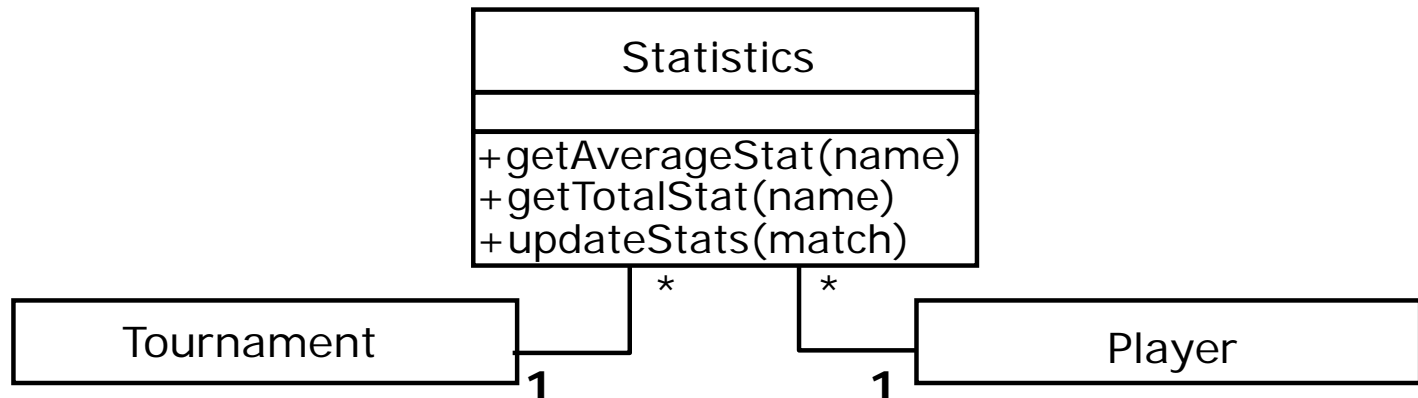 Statistics
+getAverageStat(name)
+getTotalStat(name)
+updateStats(match)
* *
Tournament
Player
1 1